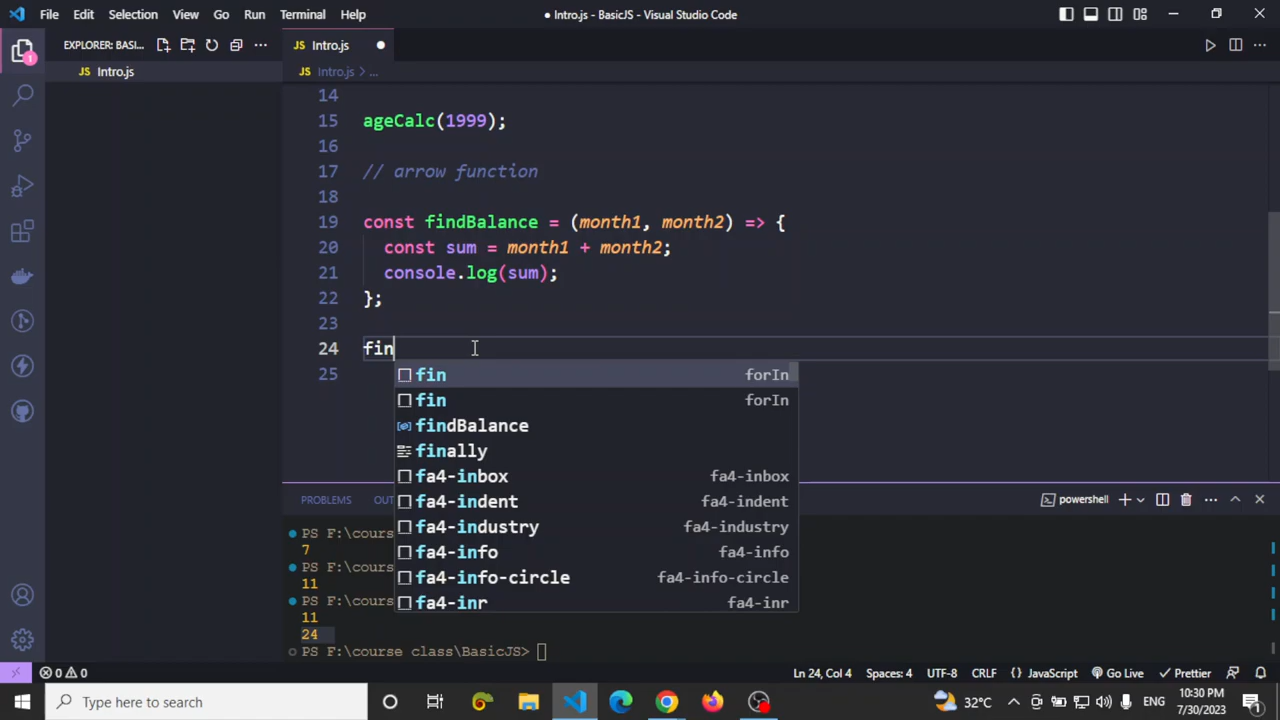 File Edit Selection View Go Run Terminal Help
● Intro.js - BasicJS - Visual Studio Code
EXPLORER: BASI...
JS Intro.js
JS Intro.js ●
JS Intro.js > ...
14
15 ageCalc(1999);
16
17 // arrow function
18
19 const findBalance = (month1, month2) => {
20 const sum = month1 + month2;
21 console.log(sum);
22 };
23
24 fin
25
fin forIn
fin forIn
findBalance
finally
fa4-inbox fa4-inbox
fa4-indent fa4-indent
fa4-industry fa4-industry
fa4-info fa4-info
fa4-info-circle fa4-info-circle
fa4-inr fa4-inr
PROBLEMS OUT
powershell
PS F:\cours
7
PS F:\cours
11
PS F:\cours
11
24
PS F:\course class\BasicJS>
1
0 0
Ln 24, Col 4 Spaces: 4 UTF-8 CRLF { } JavaScript Go Live Prettier
Type here to search
32°C
ENG
10:30 PM
7/30/2023
1